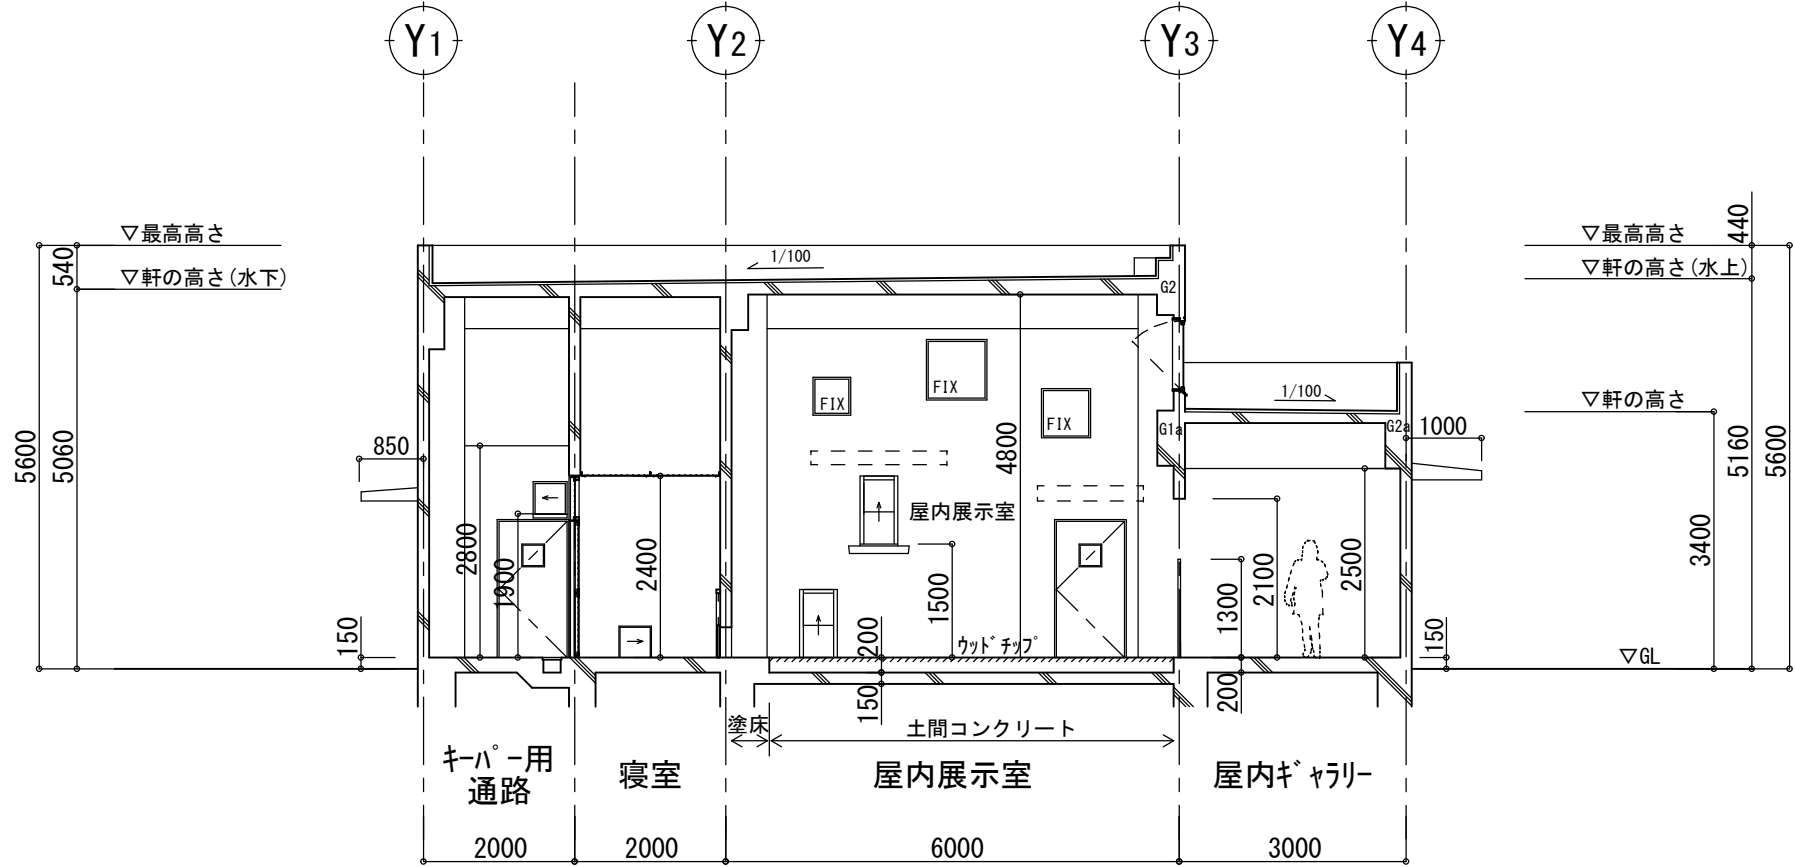 Y1
Y2
Y3
Y4
▽最高高さ
540
▽軒の高さ(水下)
5600
5060
850
150
1/100
G2
FIX
FIX
FIX
4800
屋内展示室
1500
2800
1900
2400
ウッドチップ
200
150
塗床
土間コンクリート
G1a
1/100
G2a
1000
1300
2100
2500
200
▽最高高さ
440
▽軒の高さ(水上)
▽軒の高さ
5160
5600
3400
150
▽GL
キーパー用
通路
寝室
屋内展示室
屋内ギャラリー
2000
2000
6000
3000